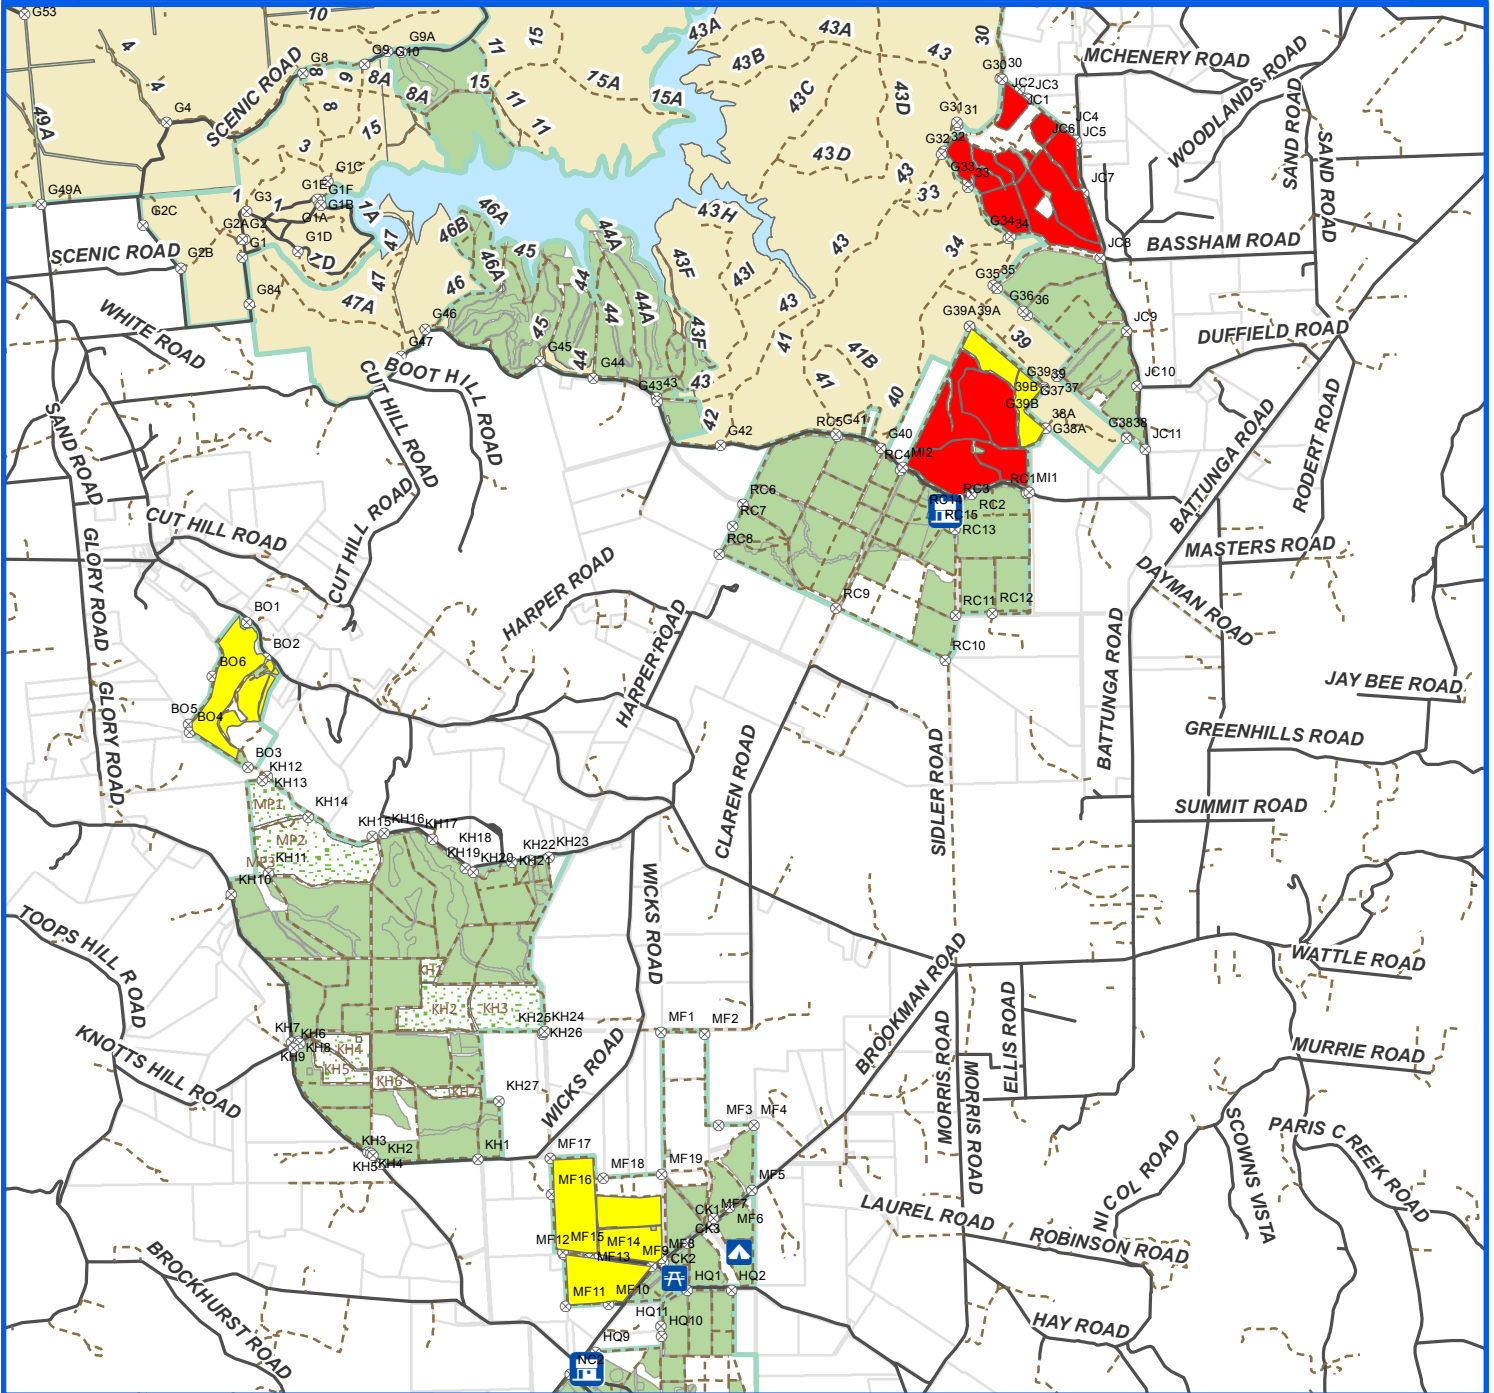 G53
10
G9A
11
15
43A
43A
30
4
SCENIC ROAD
G8
G9
G10
43B
43
G30
30
MCHENERY ROAD
WOODLANDS ROAD
8
9
8A
15
15A
JC2
JC3
4
8A
11
15A
43C
43D
JC1
SAND ROAD
49A
G4
8
15
11
G31
31
JC4
JC6
JC5
SAND ROAD
3
43D
G32
32
G1C
43
G33
33
33
JC7
G49A
1
G3
1
G1E
G1F
G1B
1A
46A
43H
G2C
G2A
G2
G1A
46B
44A
G34
34
SCENIC ROAD
G1
G1D
47
45
43
34
BASSHAM ROAD
JC8
G2B
1D
46A
43F
43I
47
46
44
G35
35
G84
47A
44
44A
43
G36
36
WHITE ROAD
G46
45
43F
41
G39A
39A
39
JC9
DUFFIELD ROAD
G47
G45
44
41B
CUT HILL ROAD
BOOT HILL ROAD
G44
G43
43
43
41
40
G39
39
39B
G37
37
JC10
SAND ROAD
42
G39B
38A
G38A
RODERT ROAD
G42
RC5
G41
G40
G38
38
JC11
BATTUNGA ROAD
RC4
MI2
CUT HILL ROAD
RC6
RC3
RC1
MI1
RC14
RC2
RC7
RC15
CUT HILL ROAD
RC13
GLORY ROAD
RC8
MASTERS ROAD
HARPER ROAD
DAYMAN ROAD
BO1
RC9
RC11
RC12
BO2
HARPER ROAD
BATTUNGA ROAD
BO6
RC10
GLORY ROAD
JAY BEE ROAD
BO5
BO4
GREENHILLS ROAD
BO3
KH12
KH13
CLAREN ROAD
SIDLER ROAD
MP1
KH14
SUMMIT ROAD
KH15
KH16
KH17
MP2
KH18
KH22
KH23
MP3
KH11
KH19
KH20
KH21
KH10
WICKS ROAD
TOOPS HILL ROAD
BROOKMAN ROAD
WATTLE ROAD
KH1
KH2
KH3
ELLIS ROAD
KH25
KH24
KH7
KH6
KH26
MF1
MF2
KNOTTS HILL ROAD
KH8
KH4
KH9
WICKS ROAD
MORRIS ROAD
MURRIE ROAD
KH5
KH6
KH7
KH27
MORRIS ROAD
MF3
MF4
SCOWNS VISTA
PARIS CREEK ROAD
KH3
KH2
KH1
MF17
KH5
KH4
MF18
MF19
NICOL ROAD
MF16
MF5
CK1
MF7
LAUREL ROAD
CK3
MF6
ROBINSON ROAD
MF12
MF15
MF14
MF8
BROCKHURST ROAD
MF13
MF9
CK2
HQ1
HQ2
MF11
MF10
HQ11
HQ10
HAY ROAD
HQ9
NC2